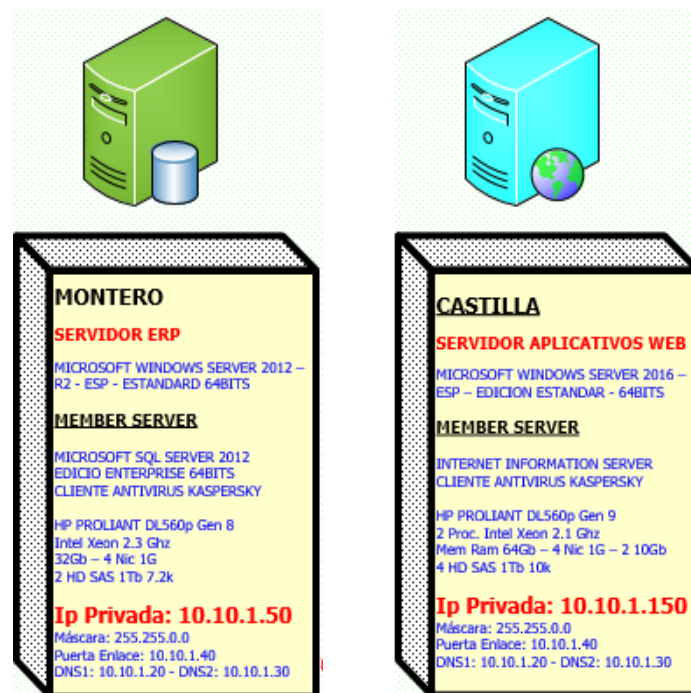 MONTERO
SERVIDOR ERP
MICROSOFT WINDOWS SERVER 2012 –
R2 - ESP - ESTANDARD 64BITS
MEMBER SERVER
MICROSOFT SQL SERVER 2012
EDICIO ENTERPRISE 64BITS
CLIENTE ANTIVIRUS KASPERSKY
HP PROLIANT DL560p Gen 8
Intel Xeon 2.3 Ghz
32Gb – 4 Nic 1G
2 HD SAS 1Tb 7.2k
Ip Privada: 10.10.1.50
Máscara: 255.255.0.0
Puerta Enlace: 10.10.1.40
DNS1: 10.10.1.20 - DNS2: 10.10.1.30
CASTILLA
SERVIDOR APLICATIVOS WEB
MICROSOFT WINDOWS SERVER 2016 –
ESP – EDICION ESTANDAR - 64BITS
MEMBER SERVER
INTERNET INFORMATION SERVER
CLIENTE ANTIVIRUS KASPERSKY
HP PROLIANT DL560p Gen 9
2 Proc. Intel Xeon 2.1 Ghz
Mem Ram 64Gb – 4 Nic 1G – 2 10Gb
4 HD SAS 1Tb 10k
Ip Privada: 10.10.1.150
Máscara: 255.255.0.0
Puerta Enlace: 10.10.1.40
DNS1: 10.10.1.20 - DNS2: 10.10.1.30